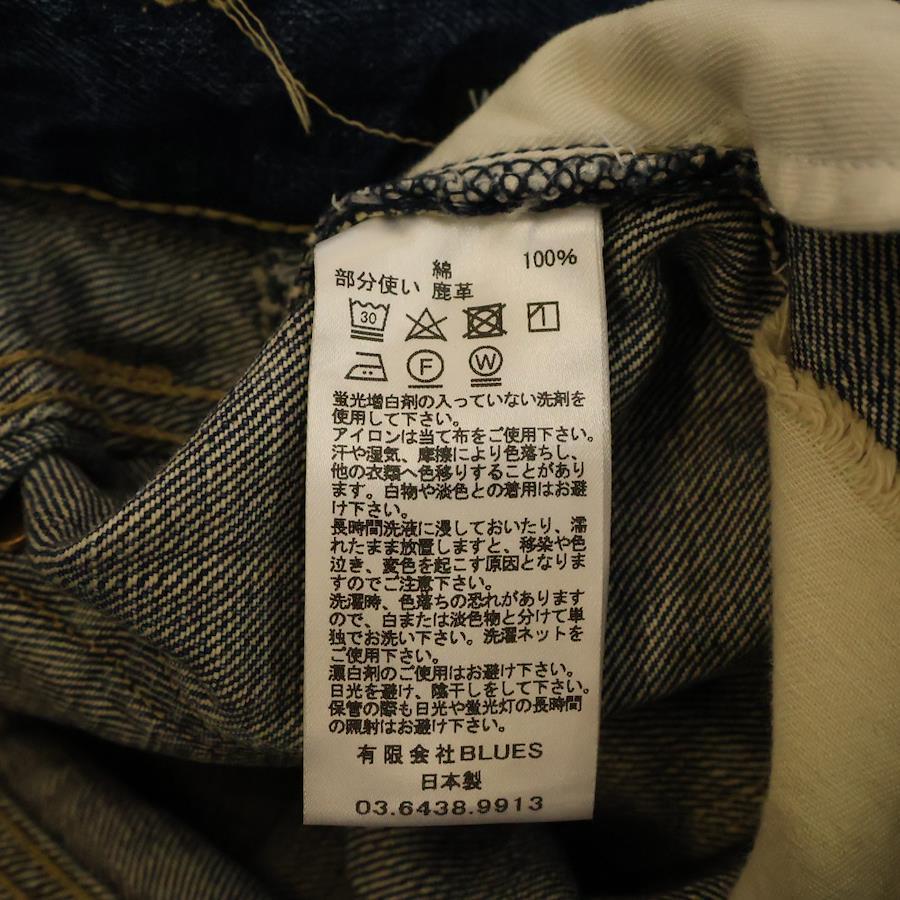 綿 100%
部分使い 鹿革
30
F W
蛍光増白剤の入っていない洗剤を
使用して下さい。
アイロンは当て布をご使用下さい。
汗や湿気、摩擦により色落ちし、
他の衣類へ色移りすることがあり
ます。白物や淡色との着用はお避
け下さい。
長時間洗液に浸しておいたり、濡
れたまま放置しますと、移染や色
泣き、変色を起こす原因となりま
すのでご注意下さい。
洗濯時、色落ちの恐れがあります
ので、白または淡色物と分けて単
独でお洗い下さい。洗濯ネットを
ご使用下さい。
漂白剤のご使用はお避け下さい。
日光を避け、陰干しをして下さい。
保管の際も日光や蛍光灯の長時間
の照射はお避け下さい。
有限会社BLUES
日本製
03.6438.9913